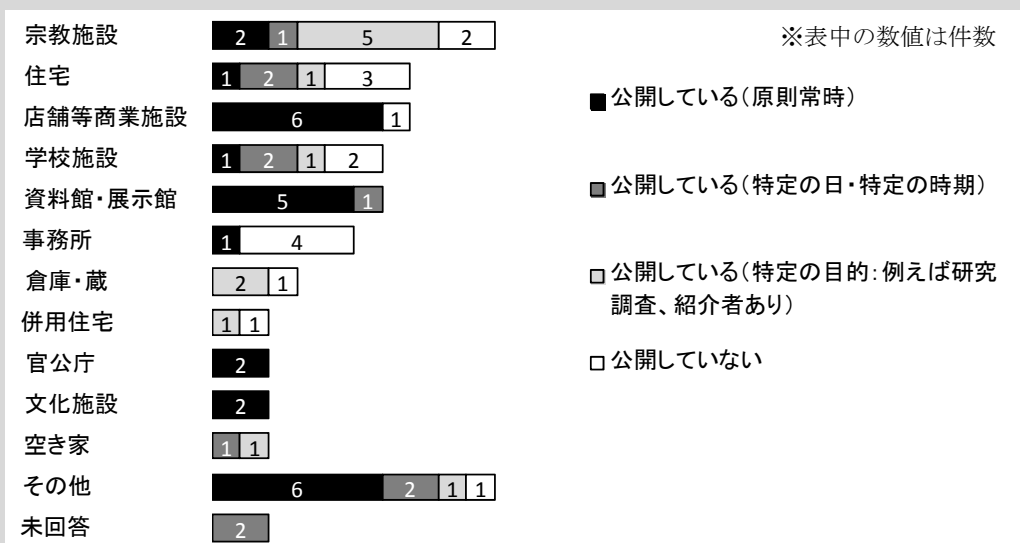 宗教施設 2 1 5 2
※表中の数値は件数
住宅 1 2 1 3
■公開している(原則常時)
店舗等商業施設 6 1
学校施設 1 2 1 2
資料館・展示館 5 1
公開している(特定の日・特定の時期)
事務所 1 4
倉庫・蔵 2 1
公開している(特定の目的:例えば研究
調査、紹介者あり)
併用住宅 1 1
官公庁 2
□公開していない
文化施設 2
空き家 1 1
その他 6 2 1 1
未回答 2